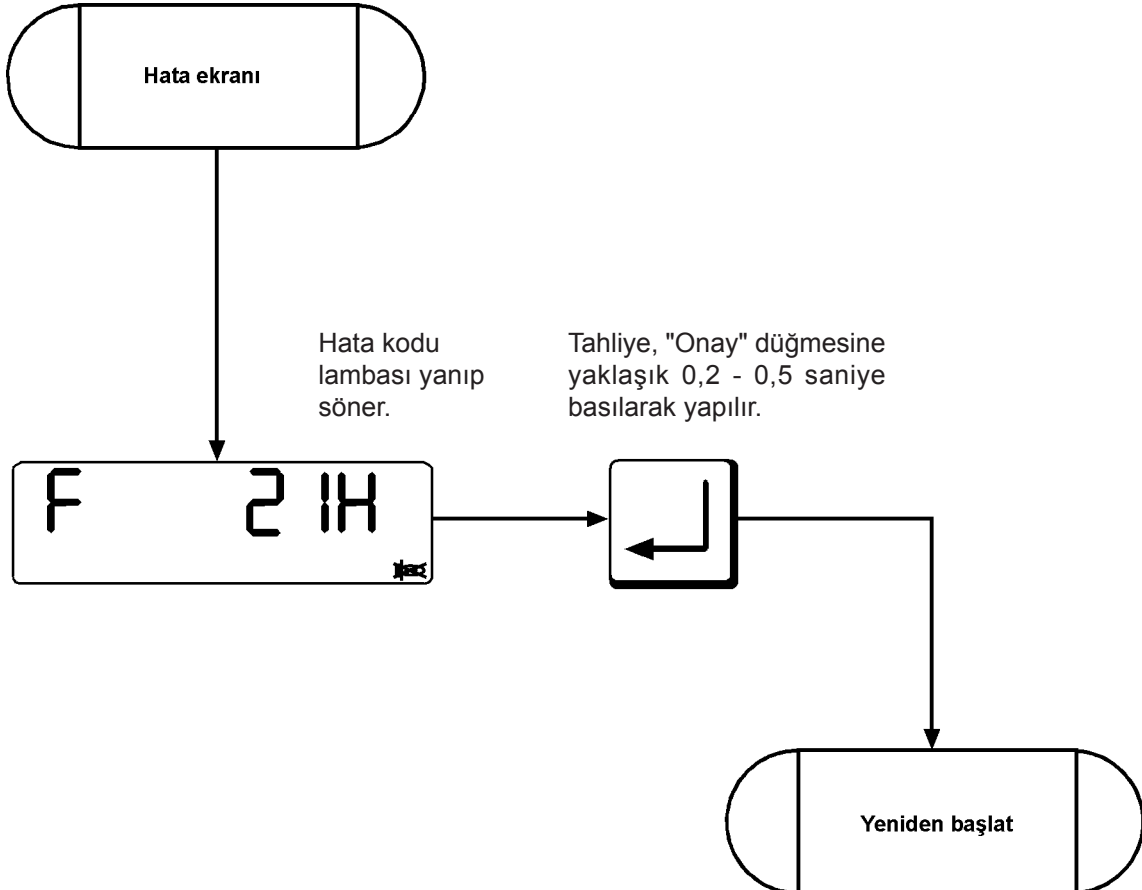 Hata ekranı
Hata kodu
lambası yanıp
söner.
Tahliye, "Onay" düğmesine
yaklaşık 0,2 - 0,5 saniye
basılarak yapılır.
F 21H
Yeniden başlat